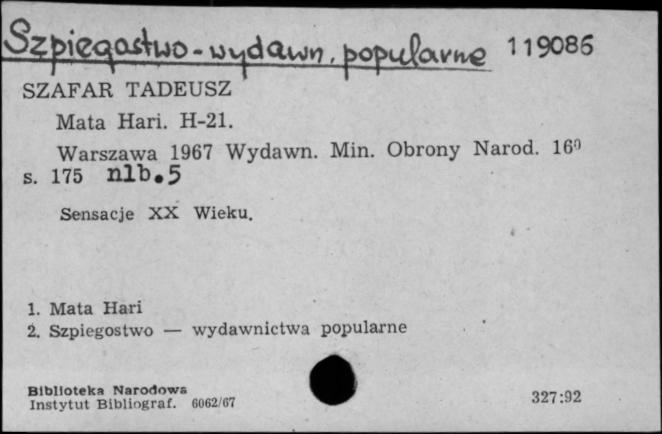 Szpiegostwo - wydawn. popularne 119086
SZAFAR TADEUSZ
Mata Hari. H-21.
Warszawa 1967 Wydawn. Min. Obrony Narod. 16⁰
s. 175 nlb. 5
Sensacje XX Wieku.
1. Mata Hari
2. Szpiegostwo — wydawnictwa popularne
Biblioteka Narodowa
Instytut Bibliograf. 6062/67 327:92